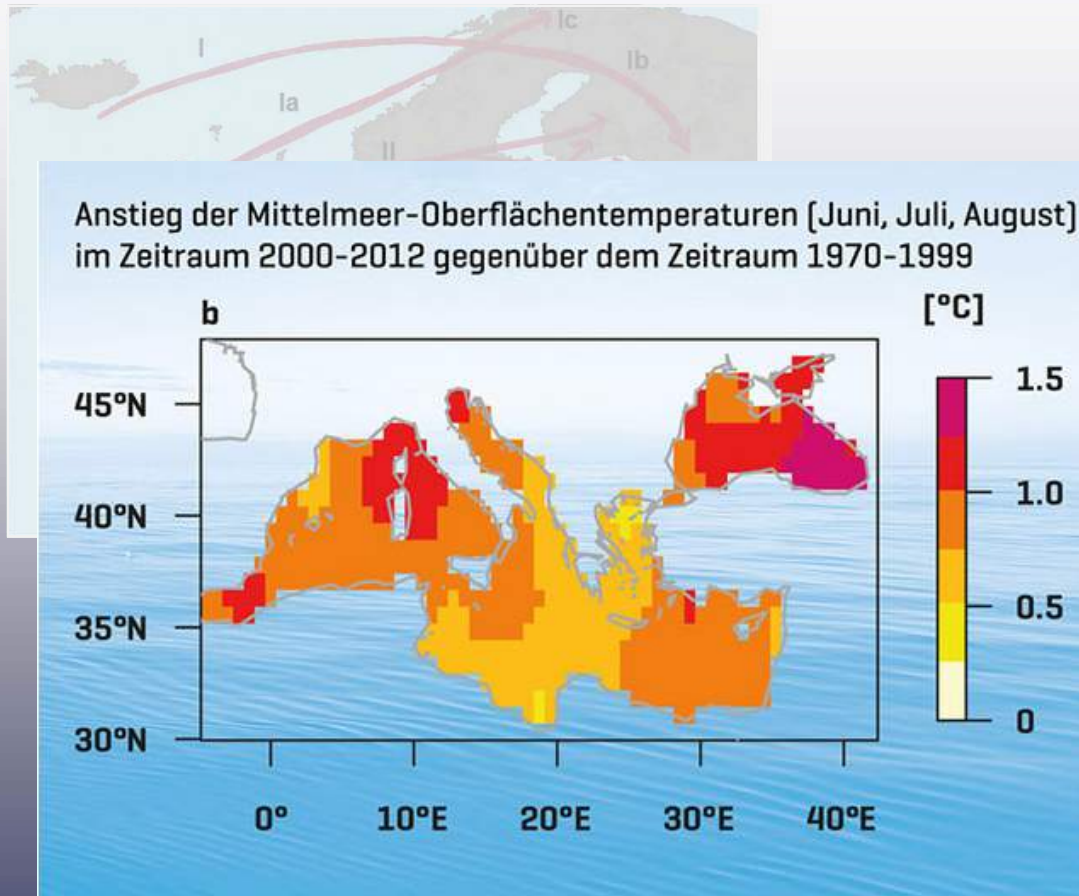 Ic
I
Ib
Ia
II
Anstieg der Mittelmeer-Oberflächentemperaturen (Juni, Juli, August)
im Zeitraum 2000-2012 gegenüber dem Zeitraum 1970-1999
b
[°C]
45°N
40°N
35°N
30°N
0°
10°E
20°E
30°E
40°E
1.5
1.0
0.5
0